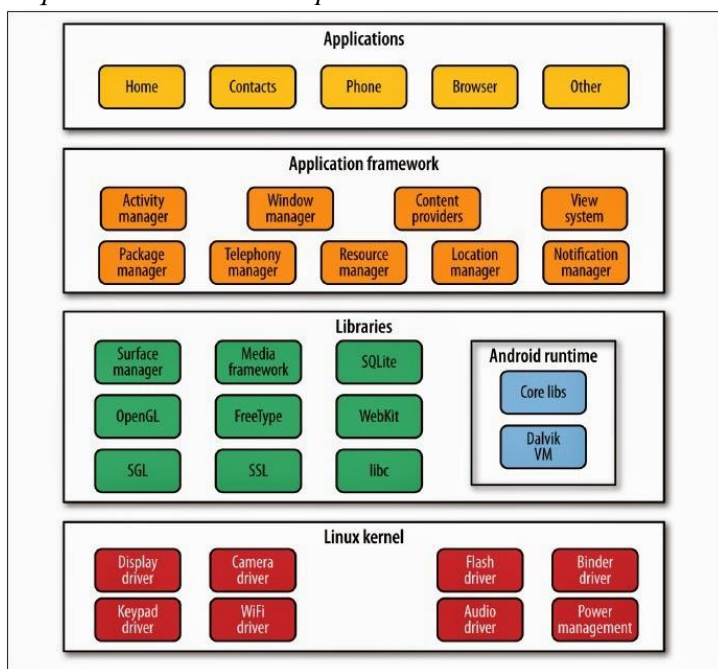 Applications
Home Contacts Phone Browser Other
Application framework
Activity manager
Window manager
Content providers
View system
Package manager
Telephony manager
Resource manager
Location manager
Notification manager
Libraries
Surface manager
Media framework
SQLite
OpenGL
FreeType
WebKit
SGL
SSL
libc
Android runtime
Core libs
Dalvik VM
Linux kernel
Display driver
Camera driver
Flash driver
Binder driver
Keypad driver
WiFi driver
Audio driver
Power management